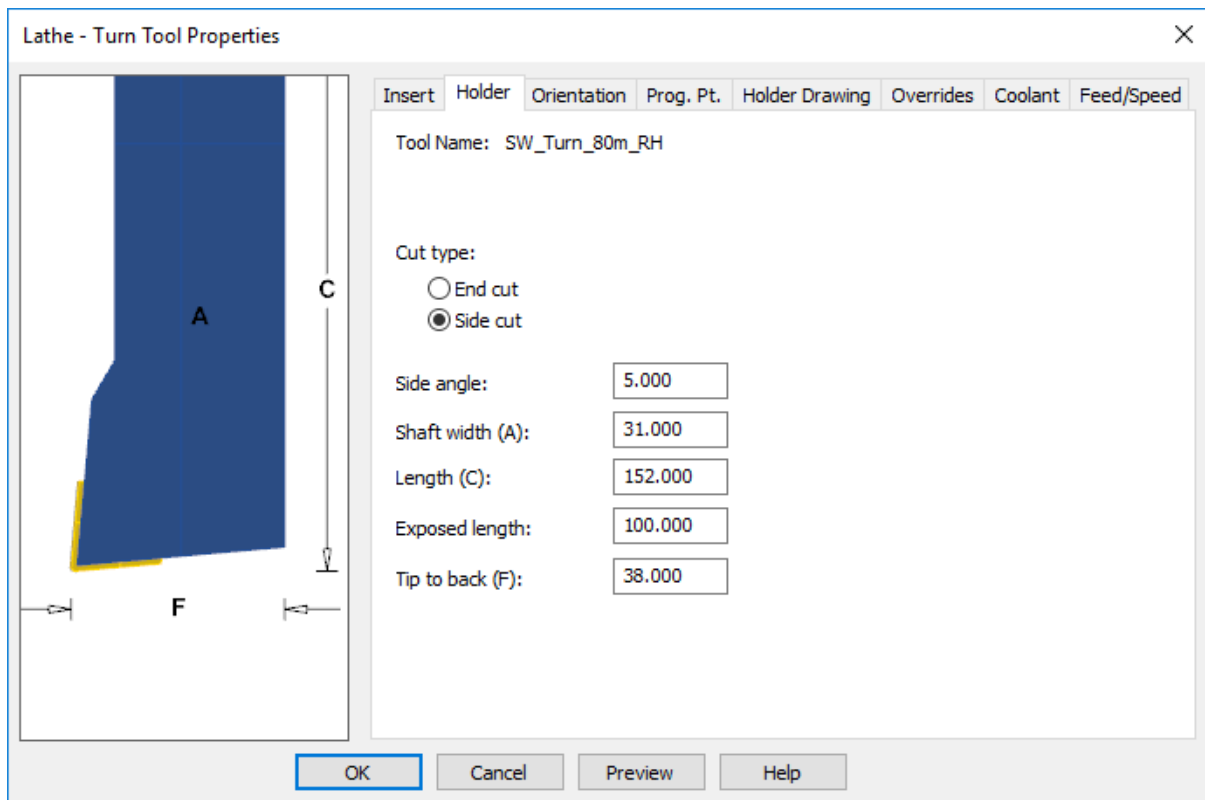 Lathe - Turn Tool Properties
Insert Holder Orientation Prog. Pt. Holder Drawing Overrides Coolant Feed/Speed
Tool Name: SW_Turn_80m_RH
Cut type:
End cut
Side cut
Side angle: 5.000
Shaft width (A): 31.000
Length (C): 152.000
Exposed length: 100.000
Tip to back (F): 38.000
A
C
F
OK Cancel Preview Help